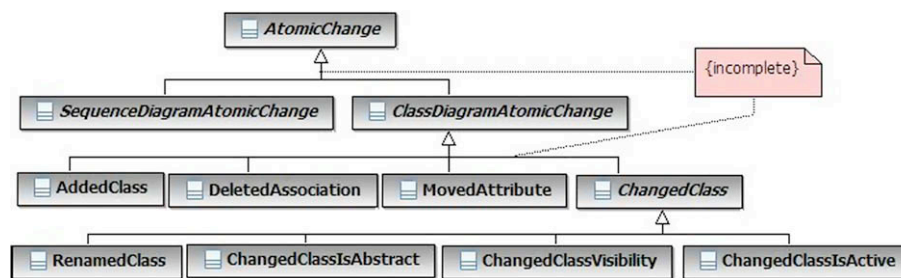 AtomicChange
{incomplete}
SequenceDiagramAtomicChange
ClassDiagramAtomicChange
AddedClass
DeletedAssociation
MovedAttribute
ChangedClass
RenamedClass
ChangedClassIsAbstract
ChangedClassVisibility
ChangedClassIsActive